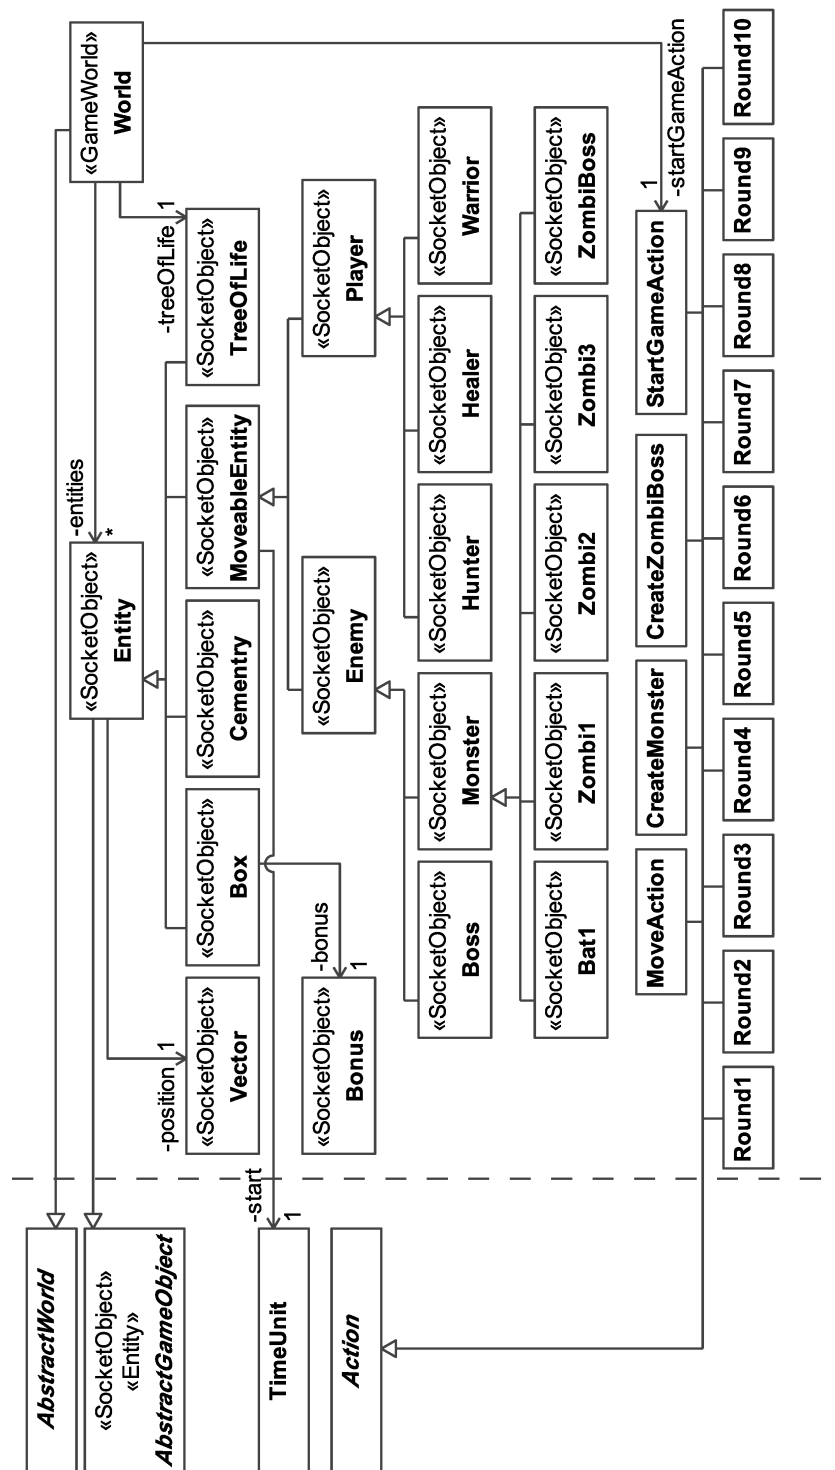 AbstractWorld
«SocketObject»
«Entity»
AbstractGameObject
TimeUnit
Action
«GameWorld»
World
-entities
*
-treeOfLife
1
1
-startGameAction
«SocketObject»
Entity
-position
1
«SocketObject»
Vector
«SocketObject»
Box
«SocketObject»
Cementry
«SocketObject»
MoveableEntity
«SocketObject»
TreeOfLife
-start
1
-bonus
1
«SocketObject»
Bonus
«SocketObject»
Enemy
«SocketObject»
Player
«SocketObject»
Boss
«SocketObject»
Monster
«SocketObject»
Hunter
«SocketObject»
Healer
«SocketObject»
Warrior
«SocketObject»
Bat1
«SocketObject»
Zombi1
«SocketObject»
Zombi2
«SocketObject»
Zombi3
«SocketObject»
ZombiBoss
MoveAction
CreateMonster
CreateZombiBoss
StartGameAction
Round1
Round2
Round3
Round4
Round5
Round6
Round7
Round8
Round9
Round10